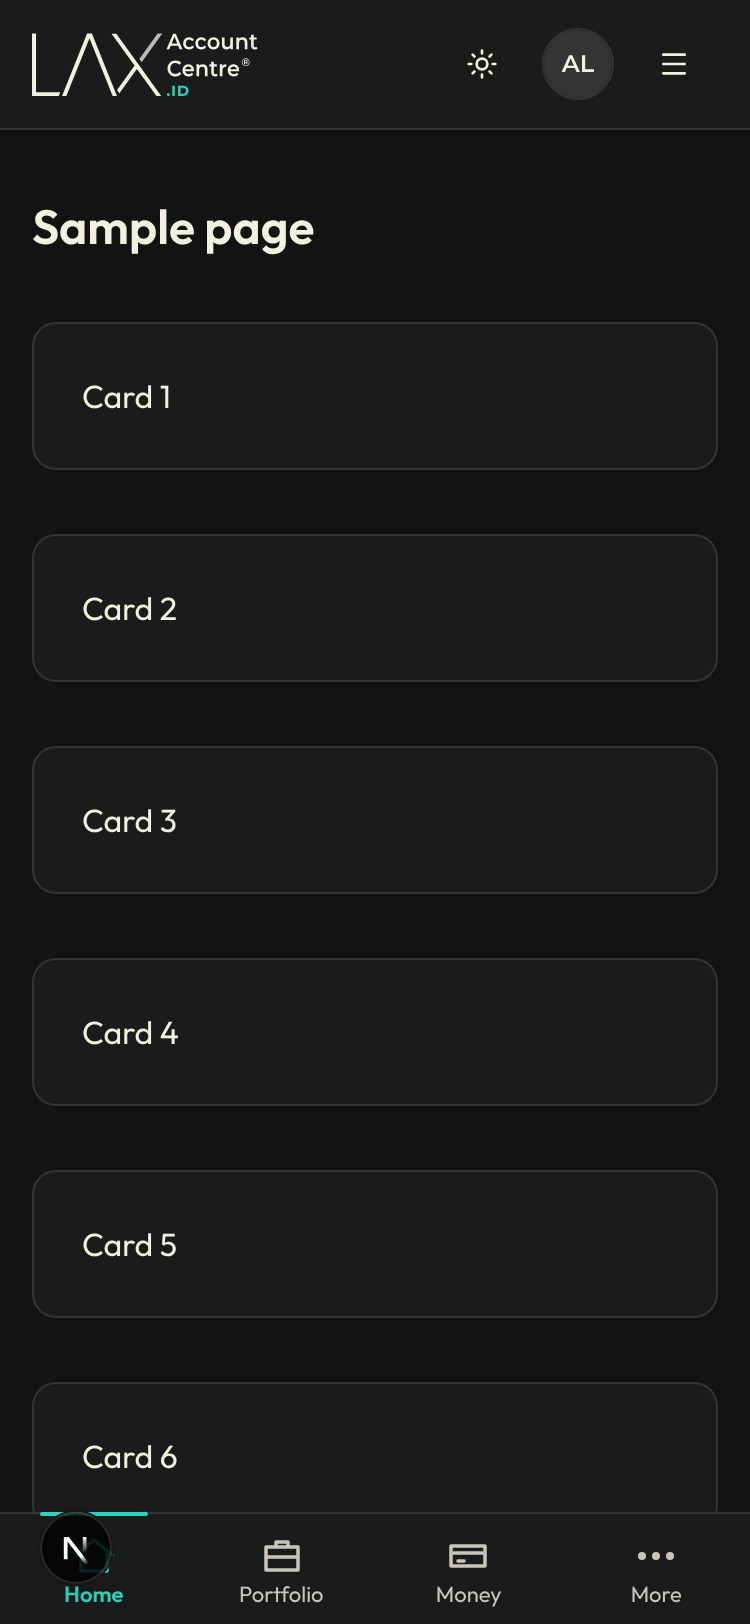 LAX Account
Centre®
.ID
AL
Sample page
Card 1
Card 2
Card 3
Card 4
Card 5
Card 6
N
Home
Portfolio
Money
More